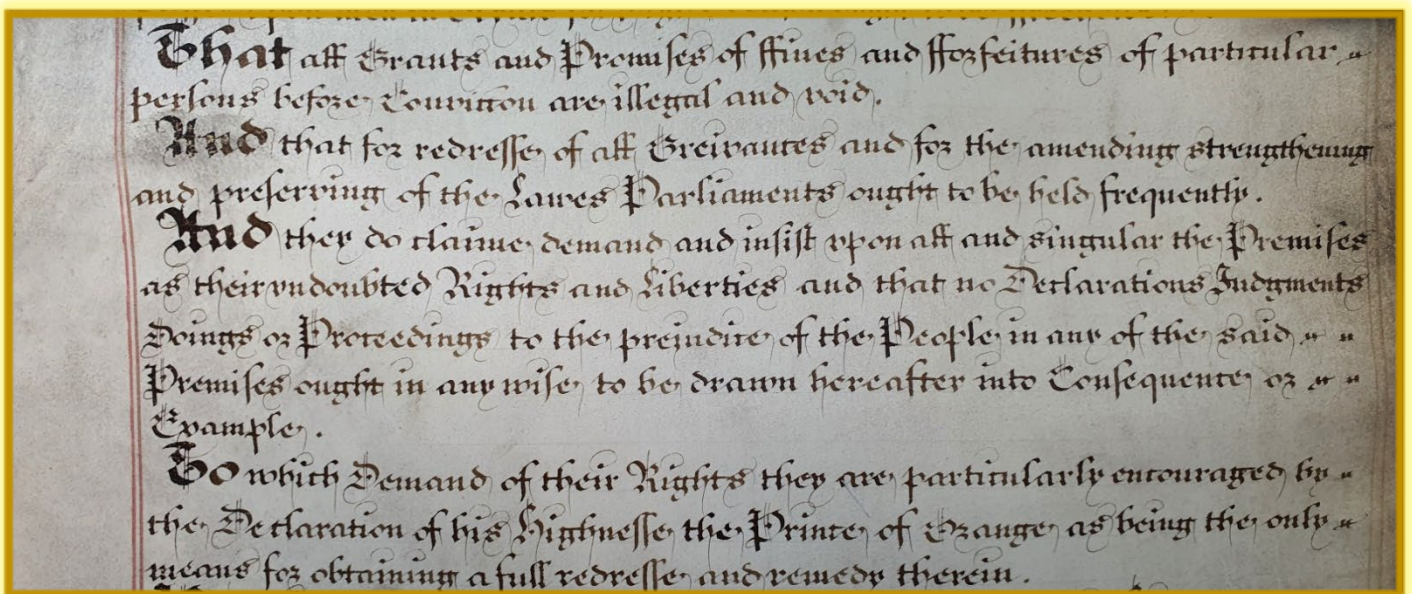 That all Grants and Promises of ffines and fforfeitures of particular
persons before Conviccon are illegal and void.
And that for redresse of all Greivances and for the amending strengthening
and preserving of the Lawes Parliaments ought to be held frequently.
And they do claime demand and insist vpon all and singular the Premises
as their vndoubted Rights and Liberties and that no Declarations Judgments
Doings or Proceedings to the prejudice of the People in any of the said
Premises ought in any wise to be drawn hereafter into Consequence or
Example.
To which Demand of their Rights they are particularly encouraged by
the Declaration of his Highnesse the Prince of Orange as being the only
means for obtaining a full redresse and remedy therein.